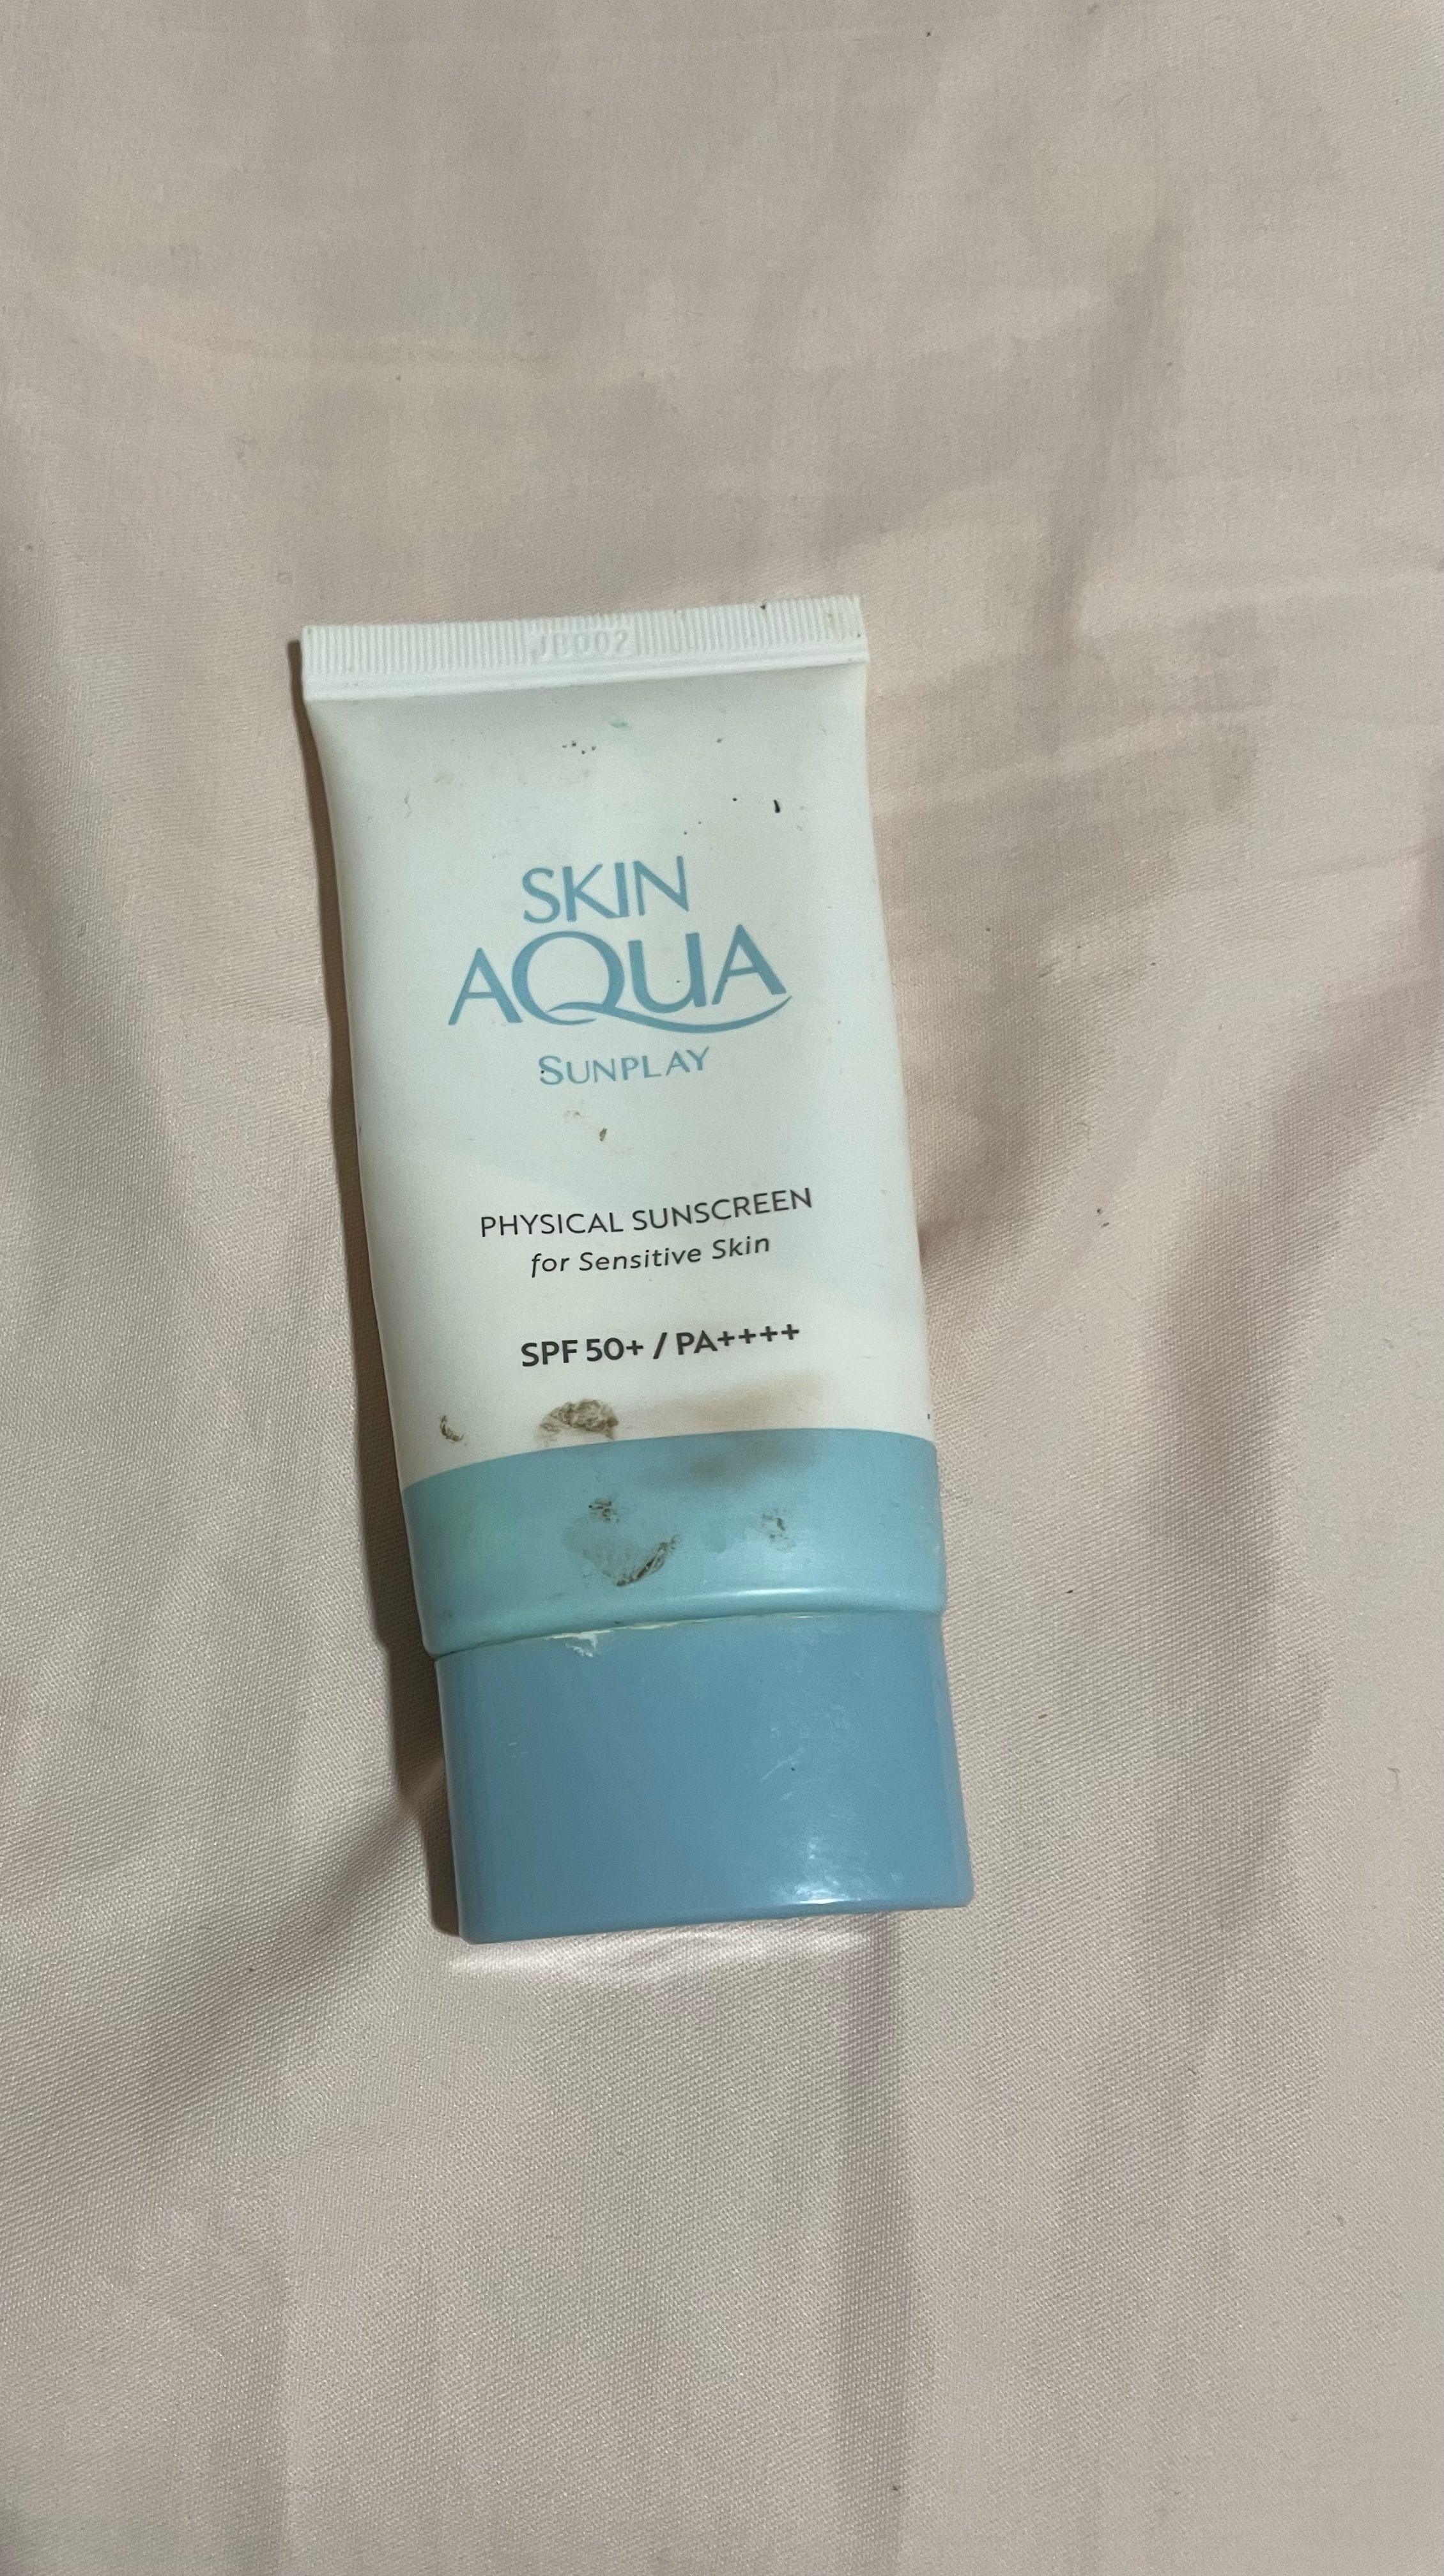 JB002
SKIN
AQUA
SUNPLAY
PHYSICAL SUNSCREEN
for Sensitive Skin
SPF 50+ / PA++++